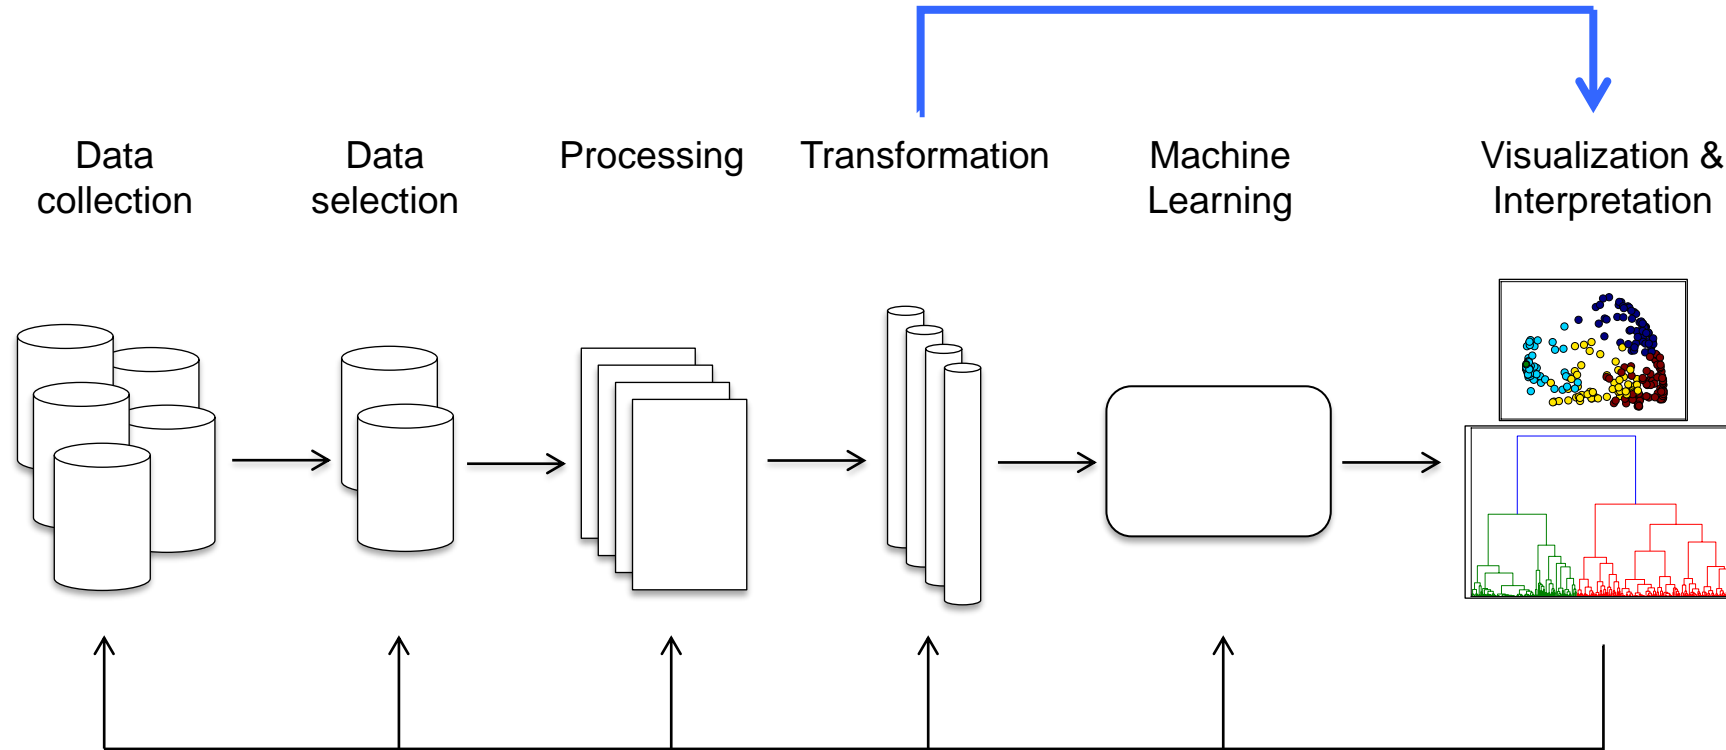 Data
collection
Data
selection
Processing
Transformation
Machine
Learning
Visualization &
Interpretation